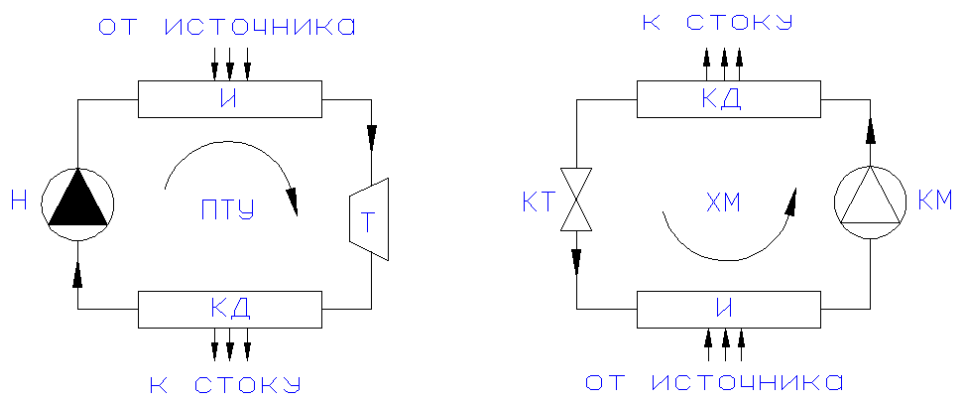 от источника
И
Н
ПТУ
Т
КД
к стоку
к стоку
КД
КТ
ХМ
КМ
И
от источника